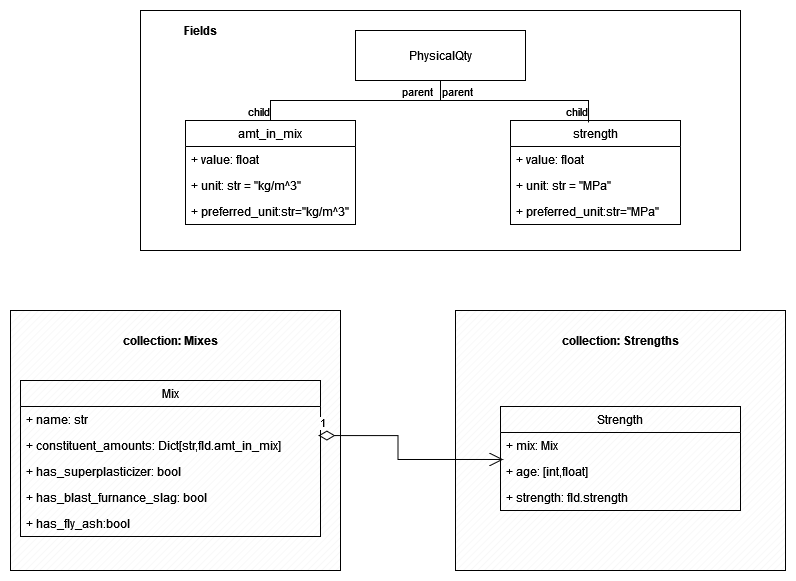 Fields
PhysicalQty
parent parent
child child
amt_in_mix
+ value: float
+ unit: str = "kg/m^3"
+ preferred_unit:str="kg/m^3"
strength
+ value: float
+ unit: str = "MPa"
+ preferred_unit:str="MPa"
collection: Mixes
Mix
+ name: str
+ constituent_amounts: Dict[str,fld.amt_in_mix]
+ has_superplasticizer: bool
+ has_blast_furnance_slag: bool
+ has_fly_ash:bool
1
collection: Strengths
Strength
+ mix: Mix
+ age: [int,float]
+ strength: fld.strength